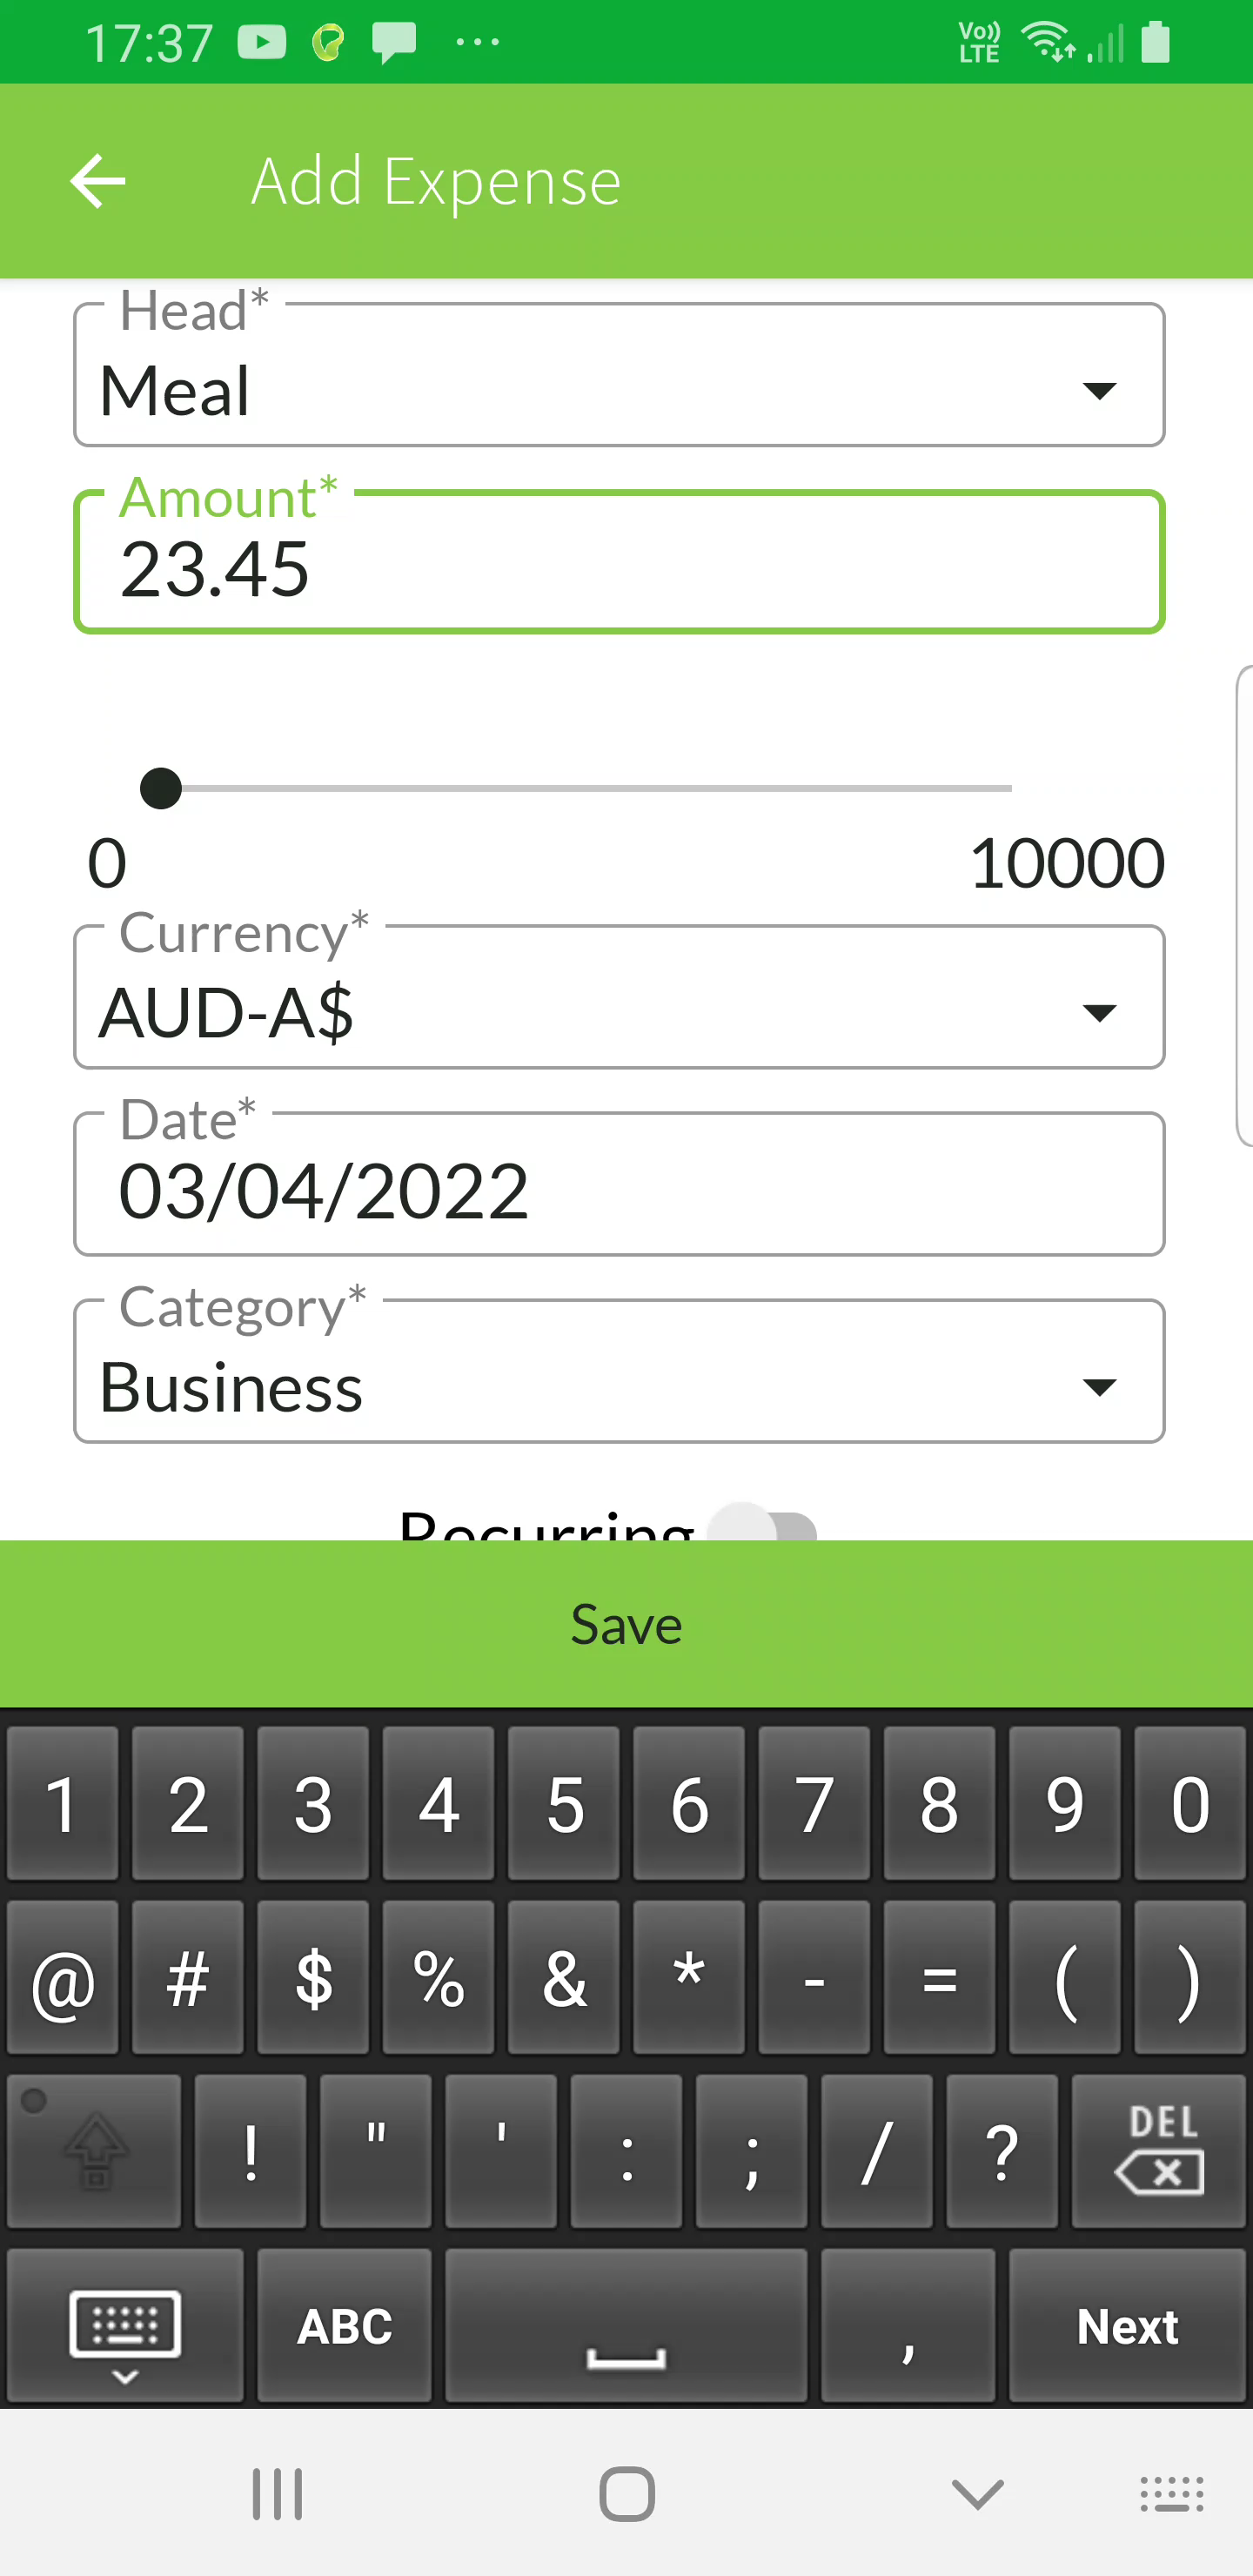 17:37
Vo))
LTE
Add Expense
Head*
Meal
Amount*
23.45
0
10000
Currency*
AUD-A$
Date*
03/04/2022
Category*
Business
Recurring
Save
1 2 3 4 5 6 7 8 9 0
@ # $ % & * - = ( )
! " ' : ; / ? DEL
ABC , Next